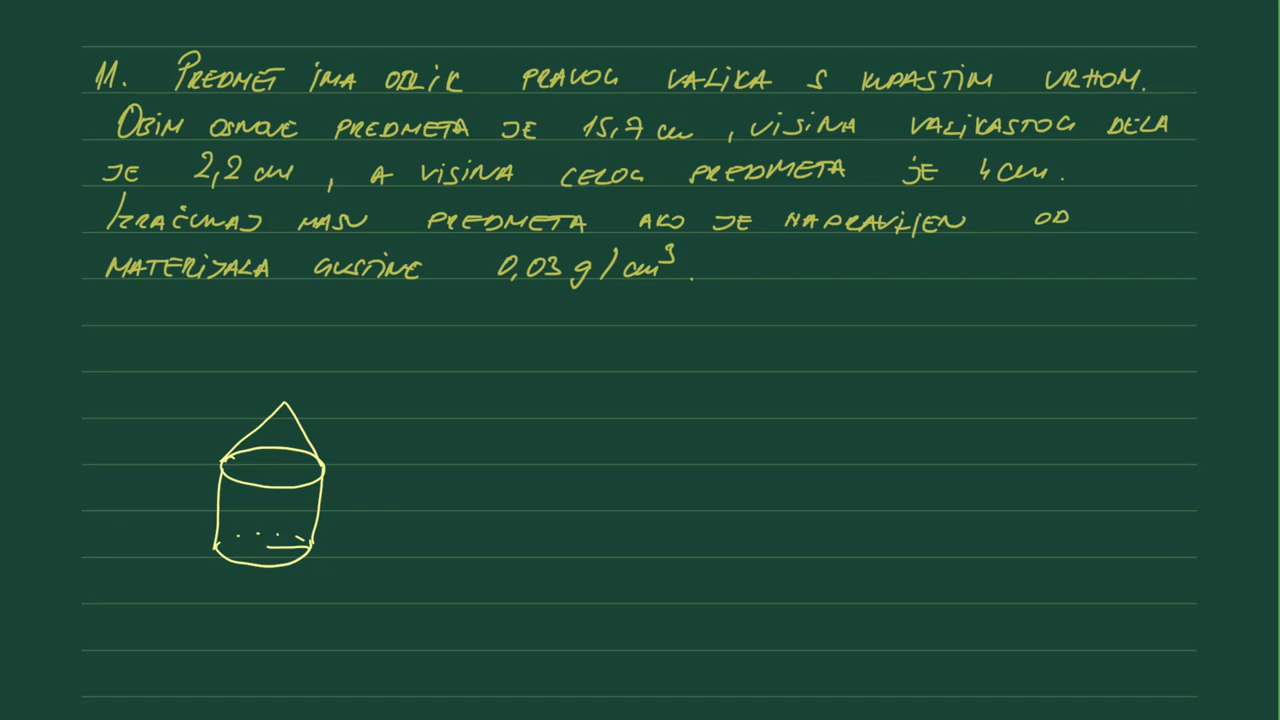 11. PREDMET IMA OBLIK PRAVOG VALJKA S KUPASTIM VRHOM.
OBIM OSNOVE PREDMETA JE 15,7 cm, VISINA VALJKASTOG DELA
JE 2,2 cm, A VISINA CELOG PREDMETA JE 4 cm.
IZRAČUNAJ MASU PREDMETA AKO JE NAPRAVLJEN OD
MATERIJALA GUSTINE 0,03 g/cm³.